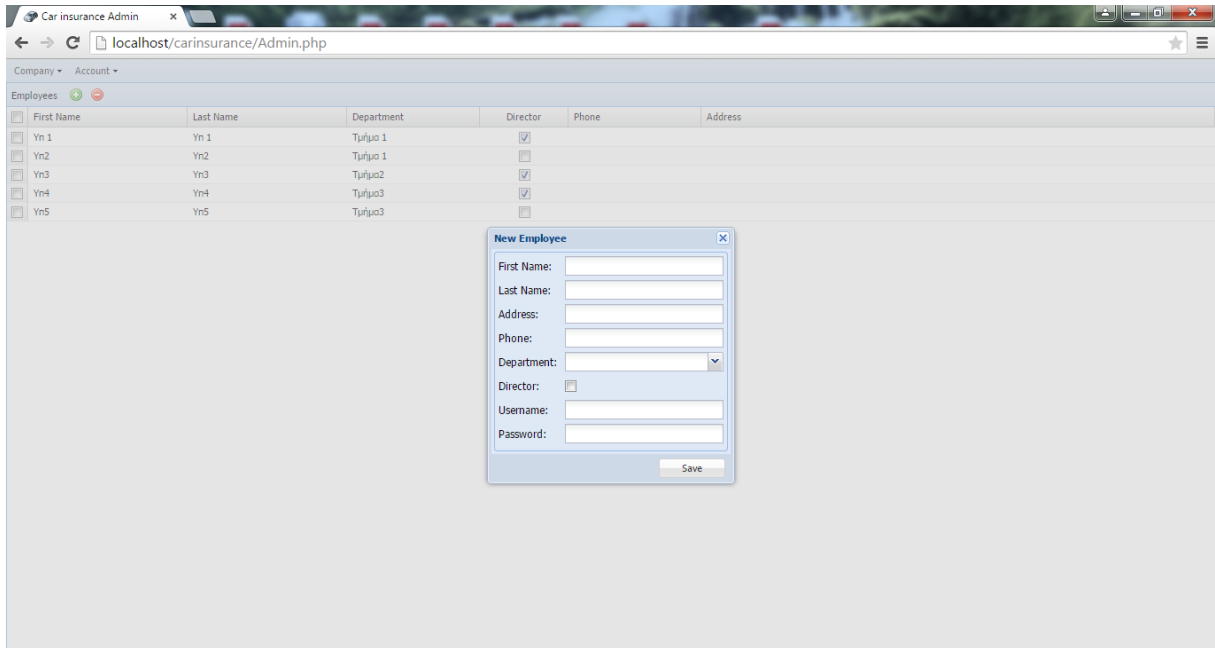 Car insurance Admin
localhost/carinsurance/Admin.php
Company Account
Employees
First Name Last Name Department Director Phone Address
Υπ 1 Υπ 1 Τμήμα 1
Υπ2 Υπ2 Τμήμα 1
Υπ3 Υπ3 Τμήμα2
Υπ4 Υπ4 Τμήμα3
Υπ5 Υπ5 Τμήμα3
New Employee
First Name:
Last Name:
Address:
Phone:
Department:
Director:
Username:
Password:
Save